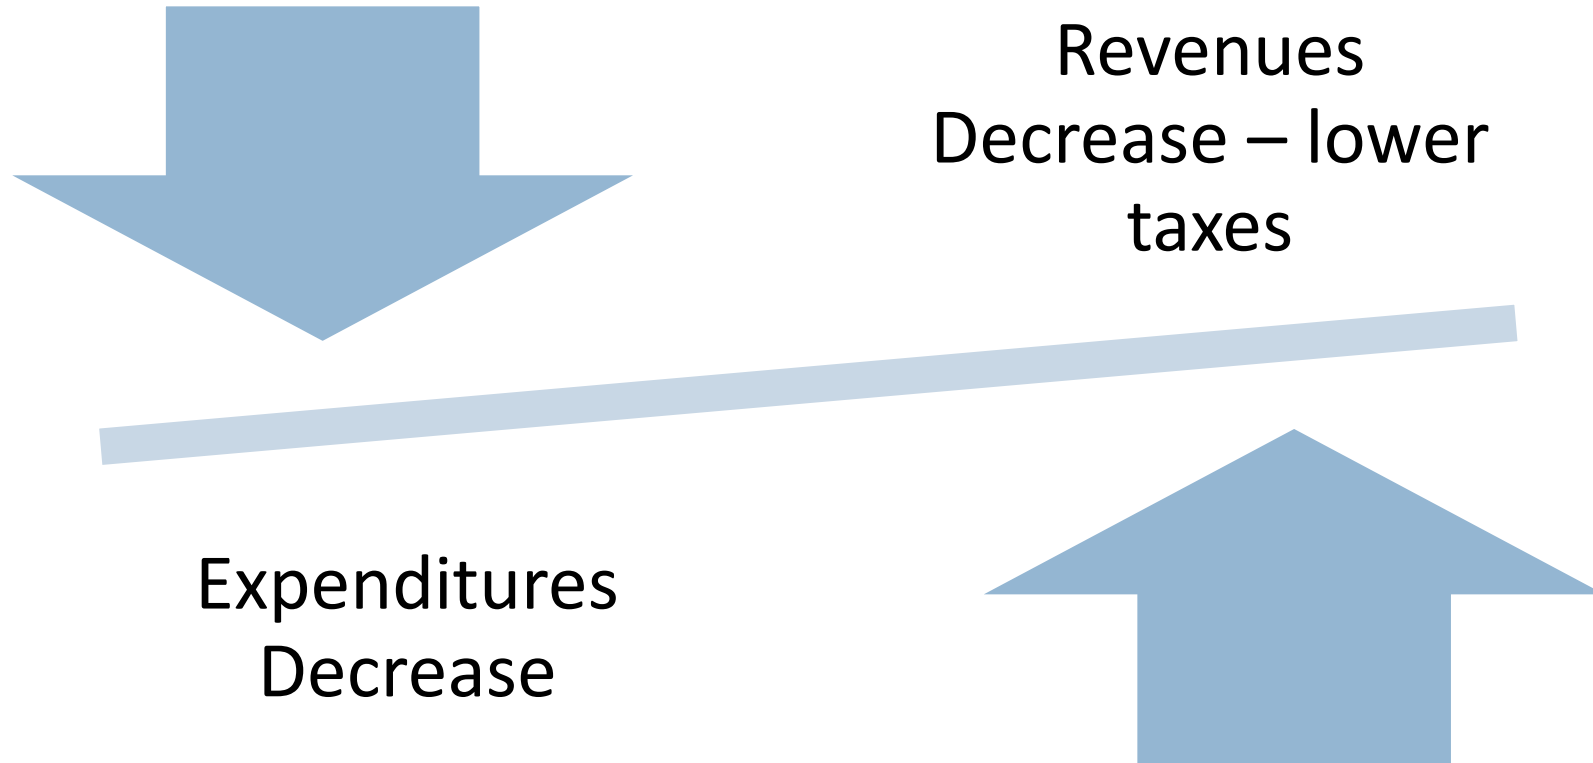 Revenues
Decrease – lower
taxes
Expenditures
Decrease